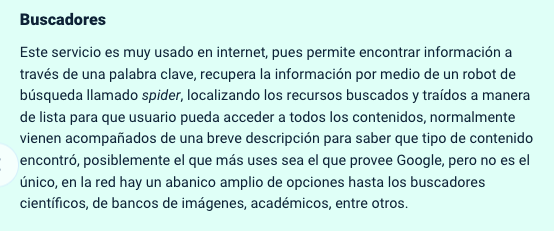 Buscadores
Este servicio es muy usado en internet, pues permite encontrar información a
través de una palabra clave, recupera la información por medio de un robot de
búsqueda llamado spider, localizando los recursos buscados y traídos a manera
de lista para que usuario pueda acceder a todos los contenidos, normalmente
vienen acompañados de una breve descripción para saber que tipo de contenido
encontró, posiblemente el que más uses sea el que provee Google, pero no es el
único, en la red hay un abanico amplio de opciones hasta los buscadores
científicos, de bancos de imágenes, académicos, entre otros.